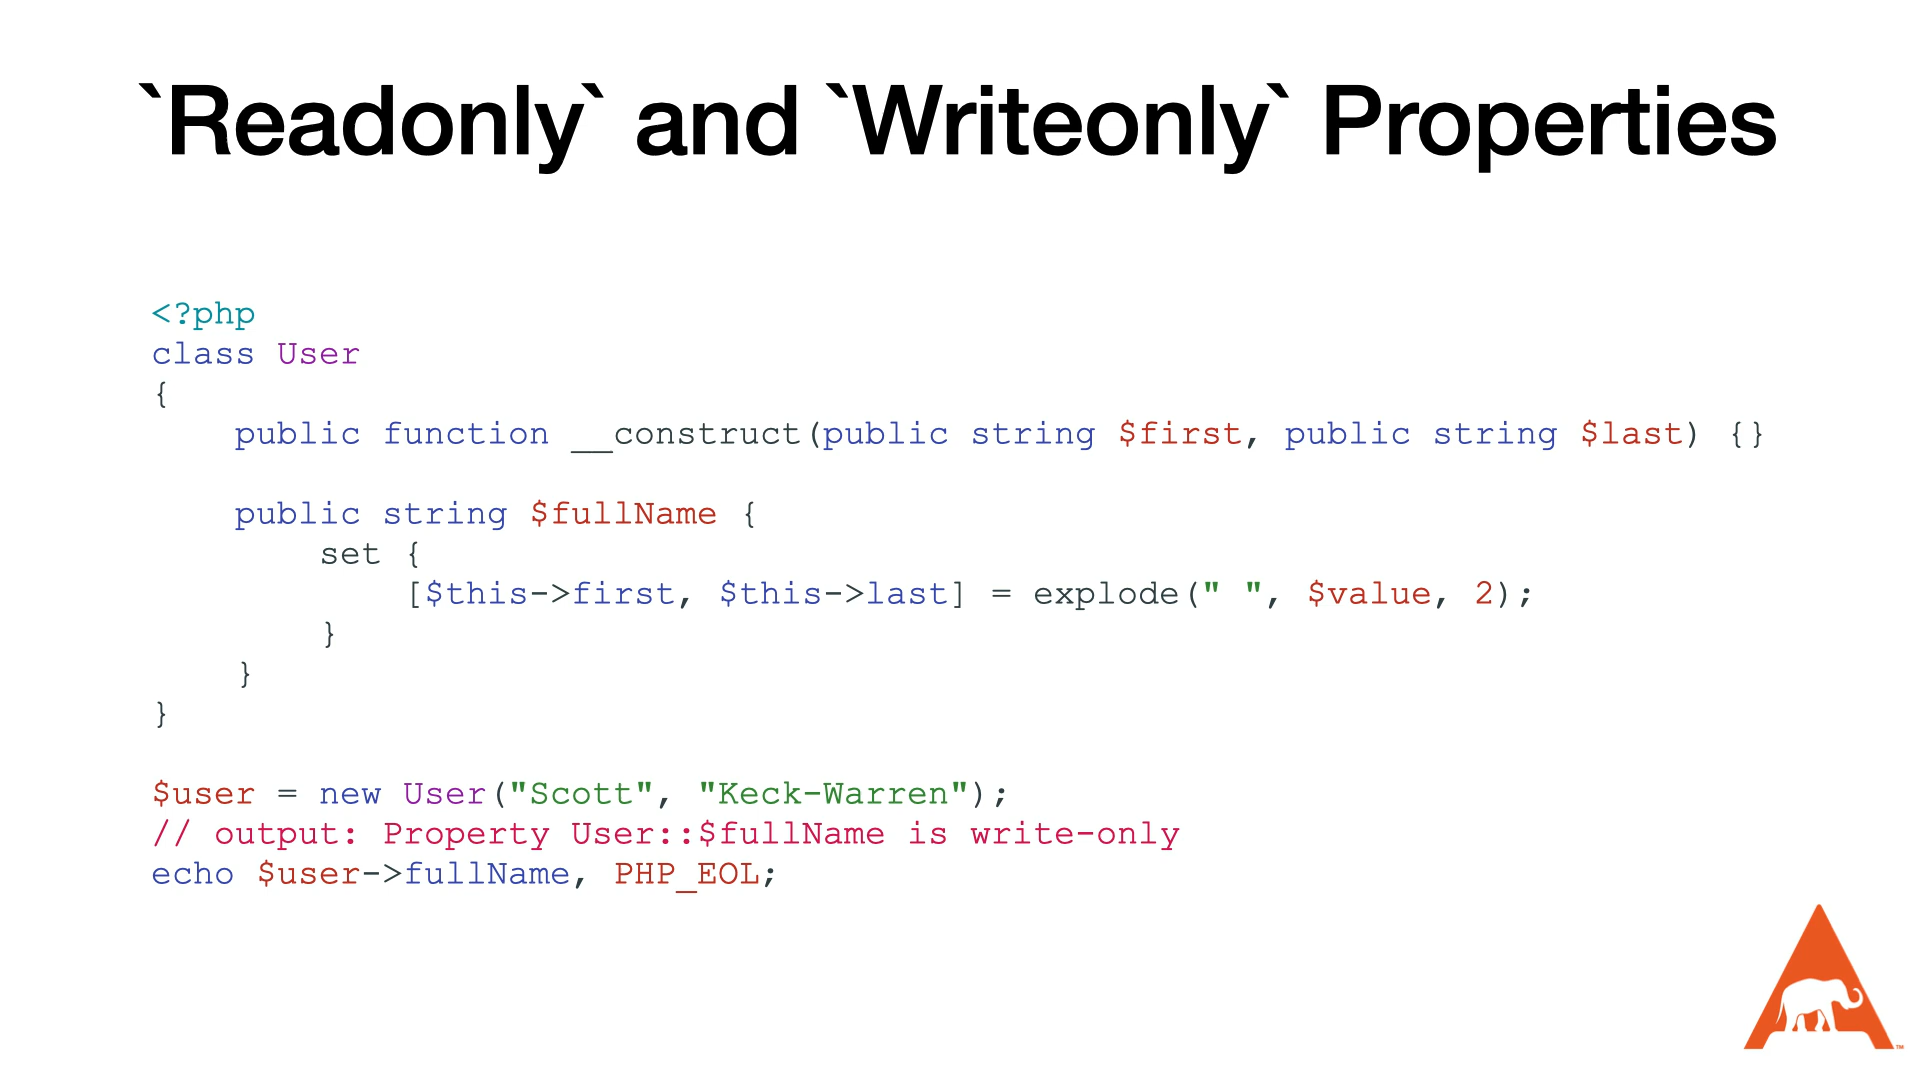 `Readonly` and `Writeonly` Properties
<?php
class User
{
    public function __construct(public string $first, public string $last) {}
    public string $fullName {
        set {
            [$this->first, $this->last] = explode(" ", $value, 2);
        }
    }
}
$user = new User("Scott", "Keck-Warren");
// output: Property User::$fullName is write-only
echo $user->fullName, PHP_EOL;
TM